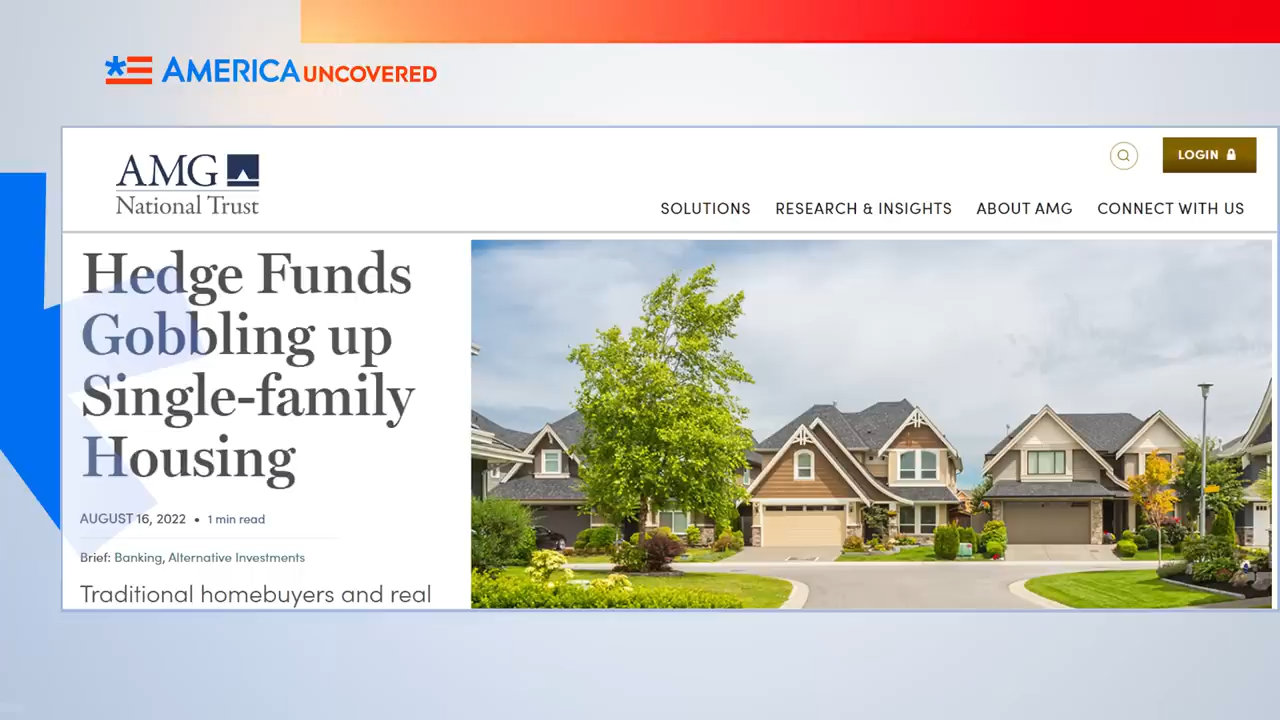 AMERICA UNCOVERED
AMG
National Trust
LOGIN
SOLUTIONS RESEARCH & INSIGHTS ABOUT AMG CONNECT WITH US
Hedge Funds
Gobbling up
Single-family
Housing
AUGUST 16, 2022 • 1 min read
Brief: Banking, Alternative Investments
Traditional homebuyers and real